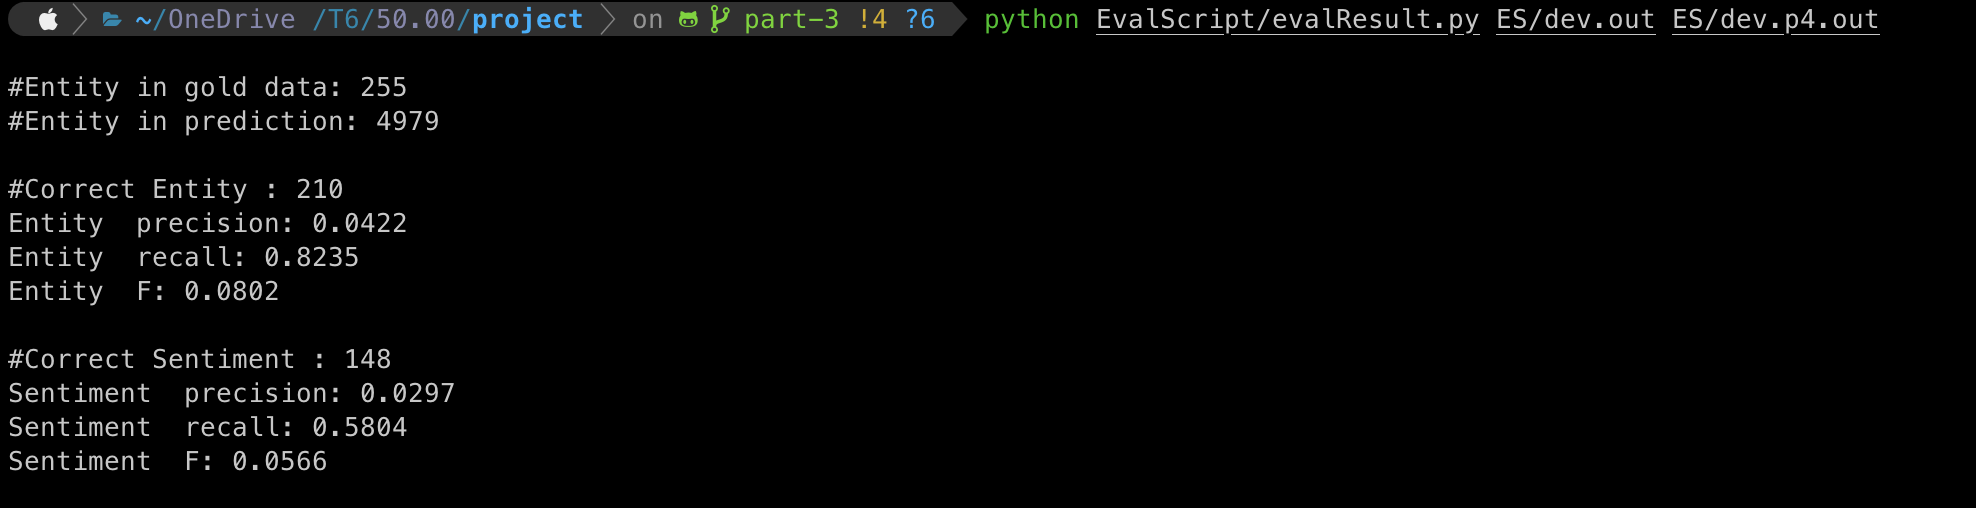 ~/OneDrive /T6/50.00/project on part-3 !4 ?6 python EvalScript/evalResult.py ES/dev.out ES/dev.p4.out
#Entity in gold data: 255
#Entity in prediction: 4979
#Correct Entity : 210
Entity  precision: 0.0422
Entity  recall: 0.8235
Entity  F: 0.0802
#Correct Sentiment : 148
Sentiment  precision: 0.0297
Sentiment  recall: 0.5804
Sentiment  F: 0.0566